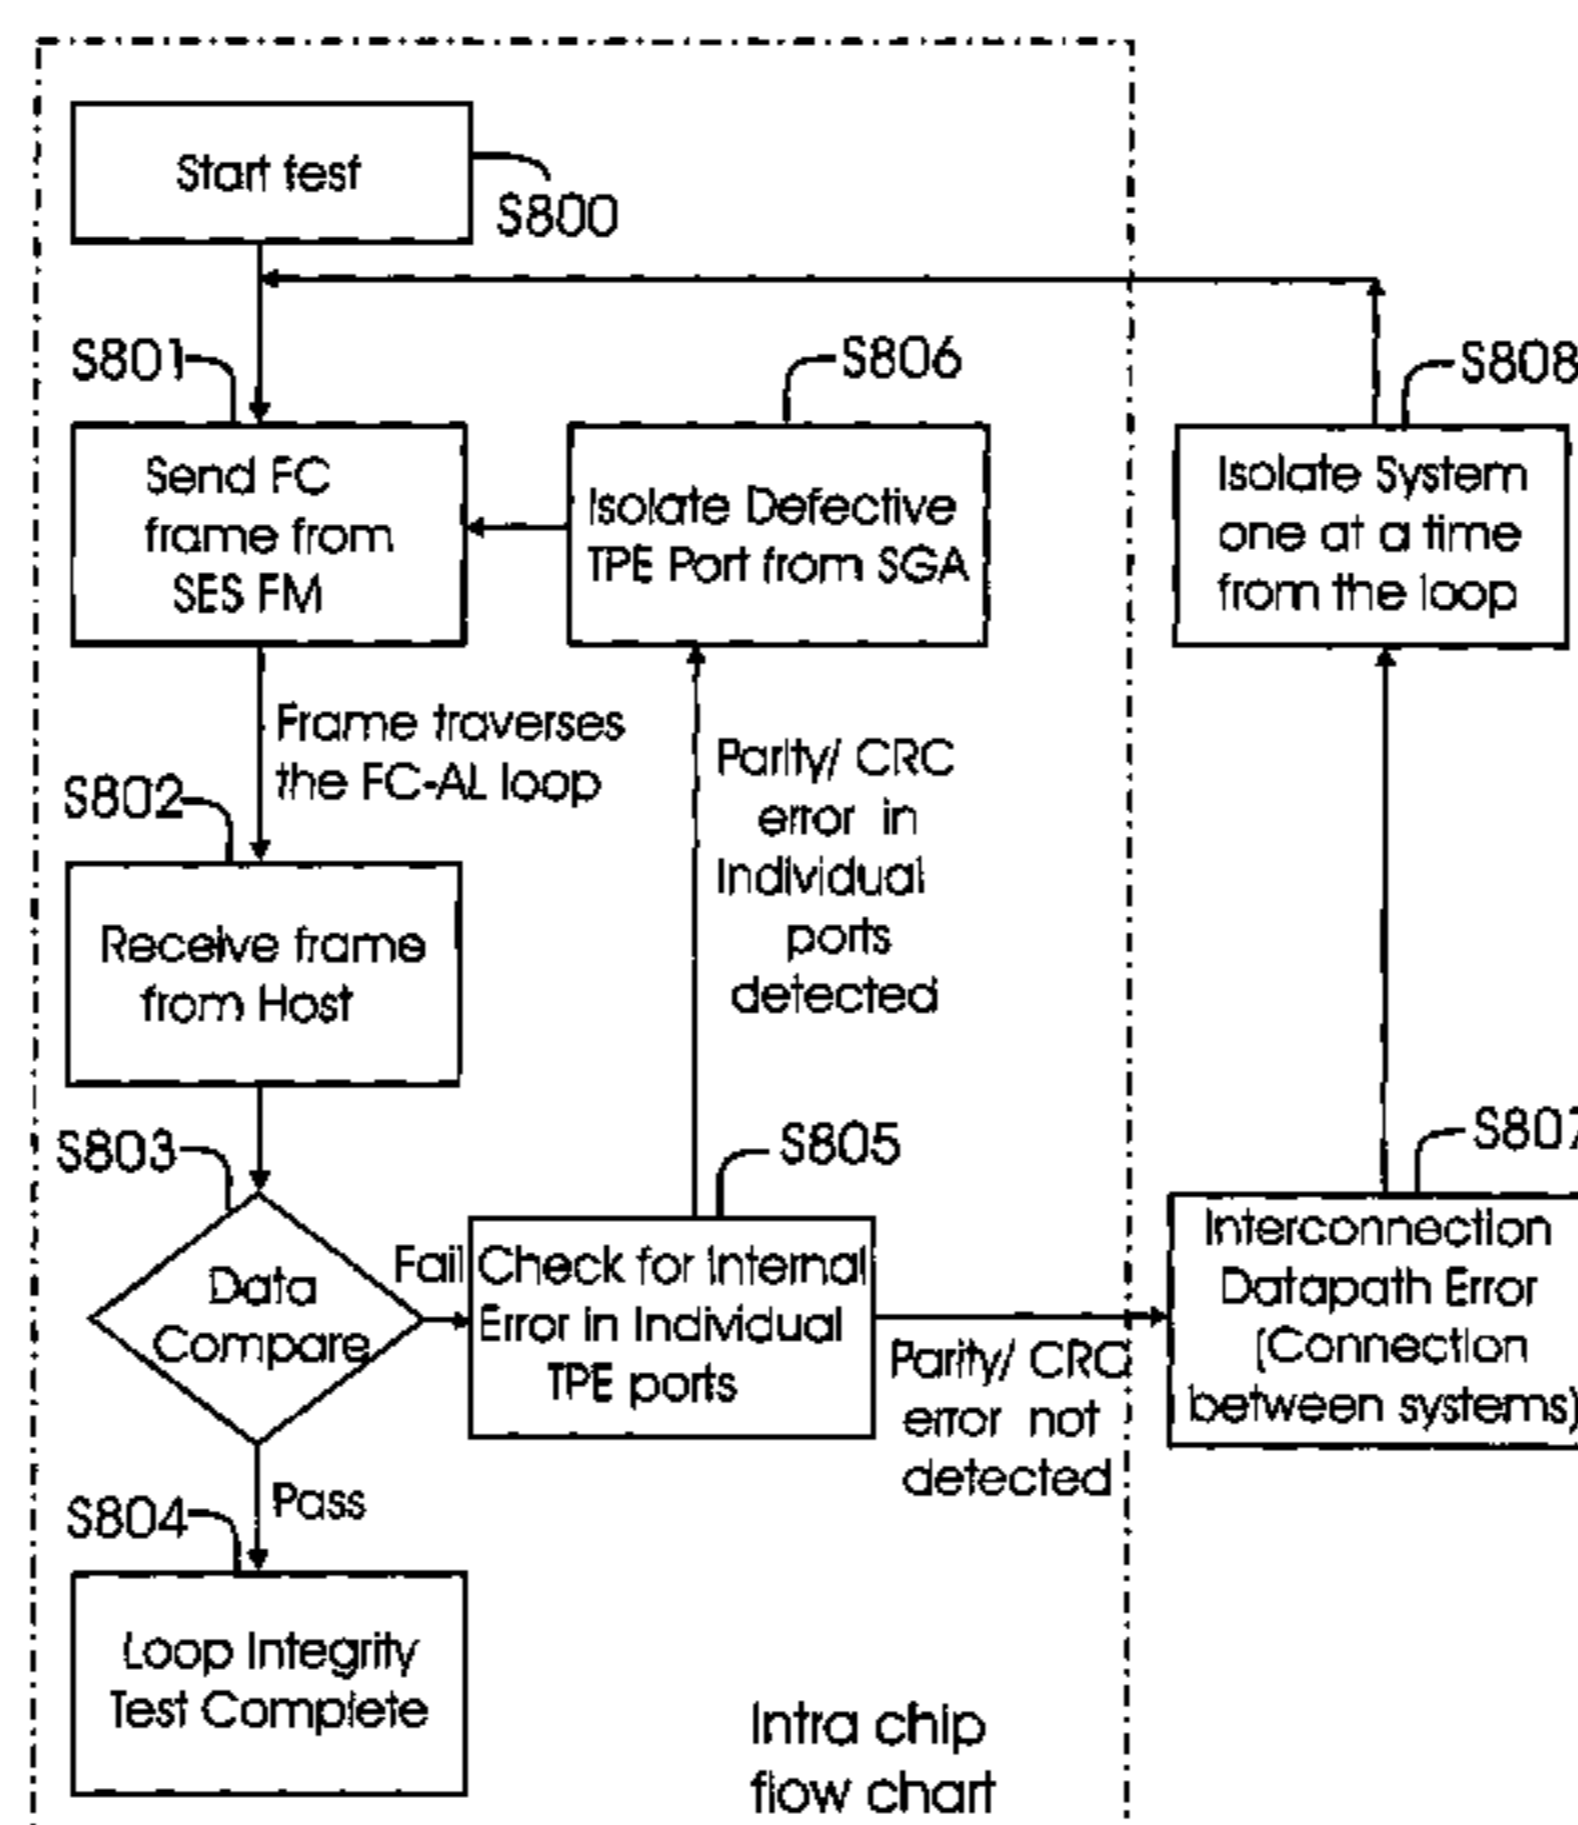 Start test
S800
S801
S806
S808
Send FC
frame from
SES FM
Isolate Defective
TPE Port from SGA
Isolate System
one at a time
from the loop
Frame traverses
the FC-AL loop
S802
Parity/ CRC
error in
Individual
ports
detected
Receive frame
from Host
S803
S805
S807
Data
Compare
Fail
Check for Internal
Error in Individual
TPE ports
Parity/ CRC
error not
detected
Interconnection
Datapath Error
(Connection
between systems)
Pass
S804
Loop Integrity
Test Complete
Intra chip
flow chart